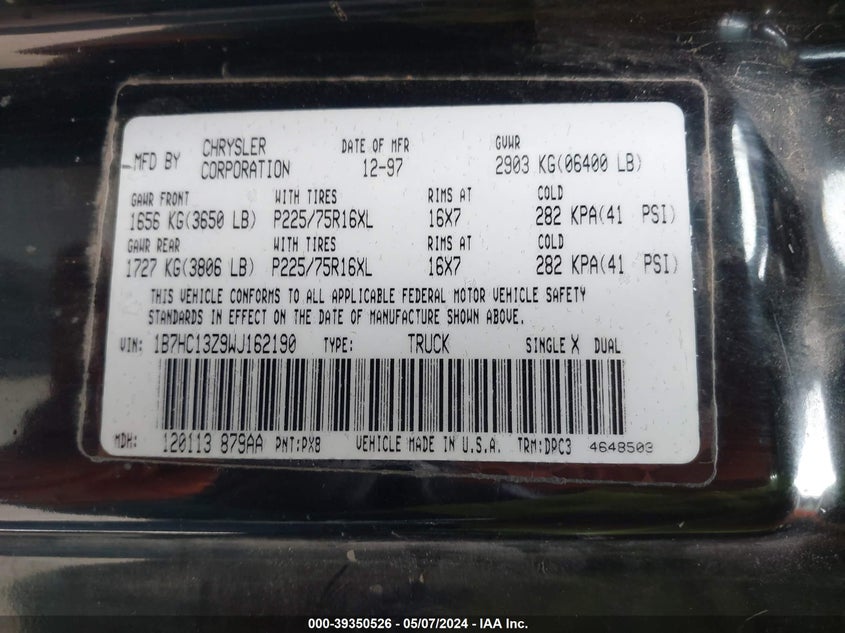 MFD BY CHRYSLER CORPORATION DATE OF MFR 12-97 GVWR 2903 KG(06400 LB)
GAWR FRONT WITH TIRES RIMS AT COLD
1656 KG(3650 LB) P225/75R16XL 16X7 282 KPA(41 PSI)
GAWR REAR WITH TIRES RIMS AT COLD
1727 KG(3806 LB) P225/75R16XL 16X7 282 KPA(41 PSI)
THIS VEHICLE CONFORMS TO ALL APPLICABLE FEDERAL MOTOR VEHICLE SAFETY
STANDARDS IN EFFECT ON THE DATE OF MANUFACTURE SHOWN ABOVE.
VIN: 1B7HC13Z9WJ162190 TYPE: TRUCK SINGLE X DUAL
MDH: 120113 879AA PNT:PX8 VEHICLE MADE IN U.S.A. TRM:DPC3 4648503
000-39350526 - 05/07/2024 - IAA Inc.